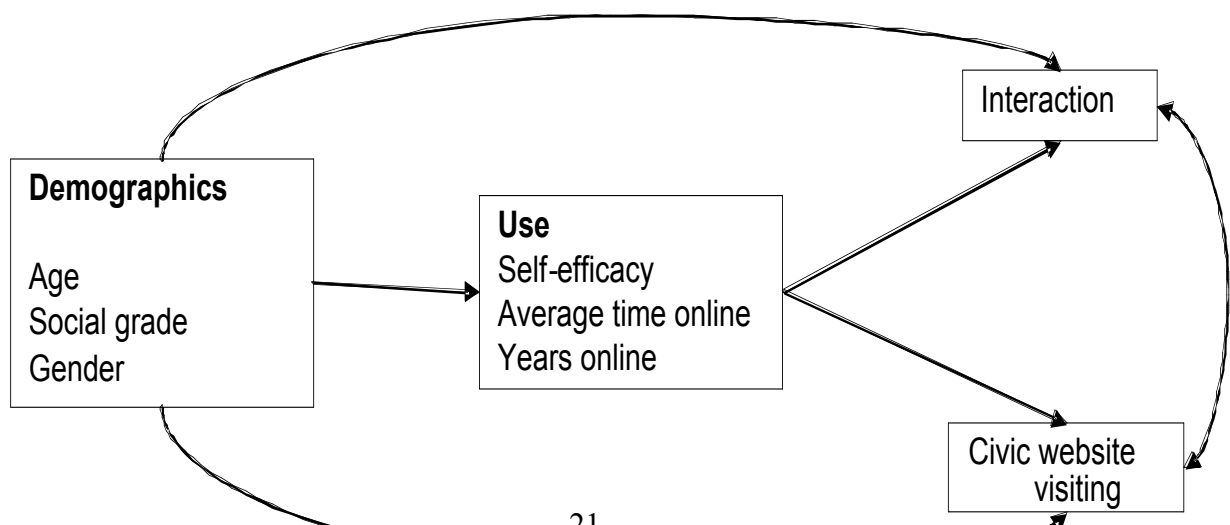 Interaction
Demographics
Age
Social grade
Gender
Use
Self-efficacy
Average time online
Years online
Civic website
visiting
21